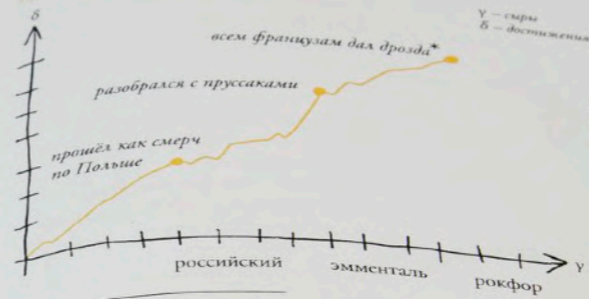 δ
γ – сыры
δ – достижения
всем французам дал дрозда*
разобрался с пруссаками
прошёл как смерч
по Польше
γ
российский
эмменталь
рокфор